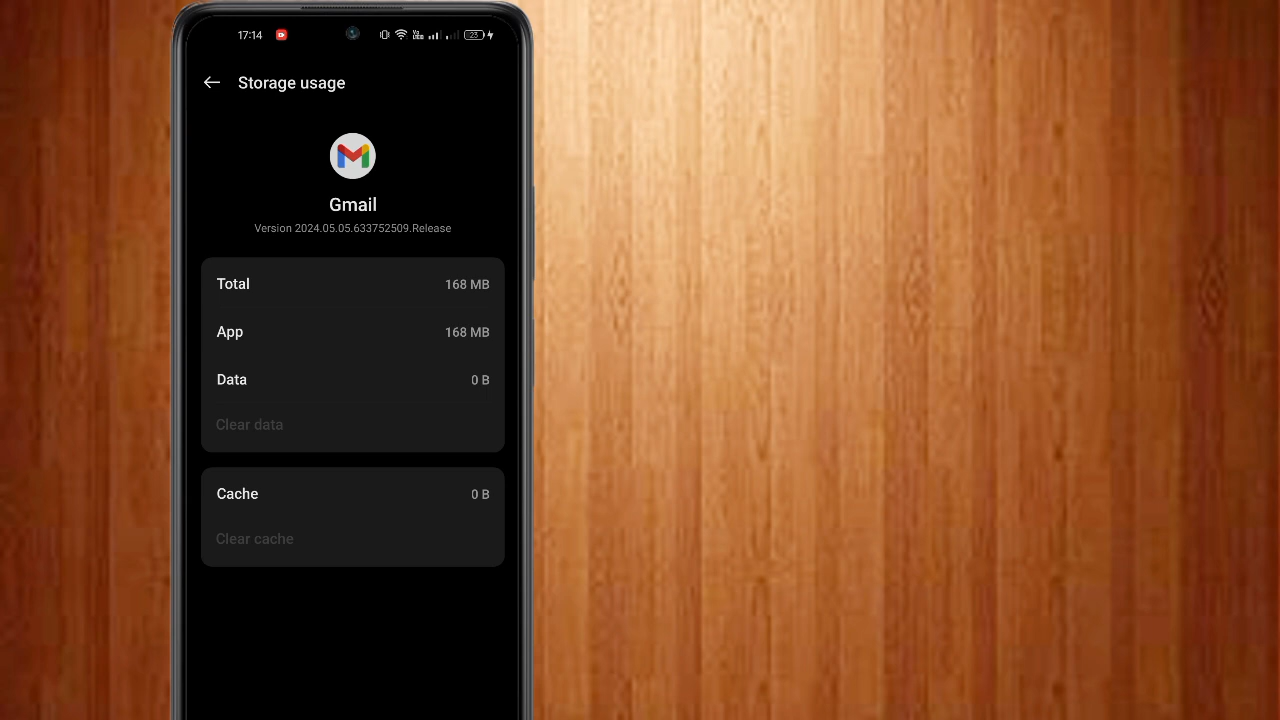 17:14
23
Storage usage
Gmail
Version 2024.05.05.633752509.Release
Total 168 MB
App 168 MB
Data 0 B
Clear data
Cache 0 B
Clear cache